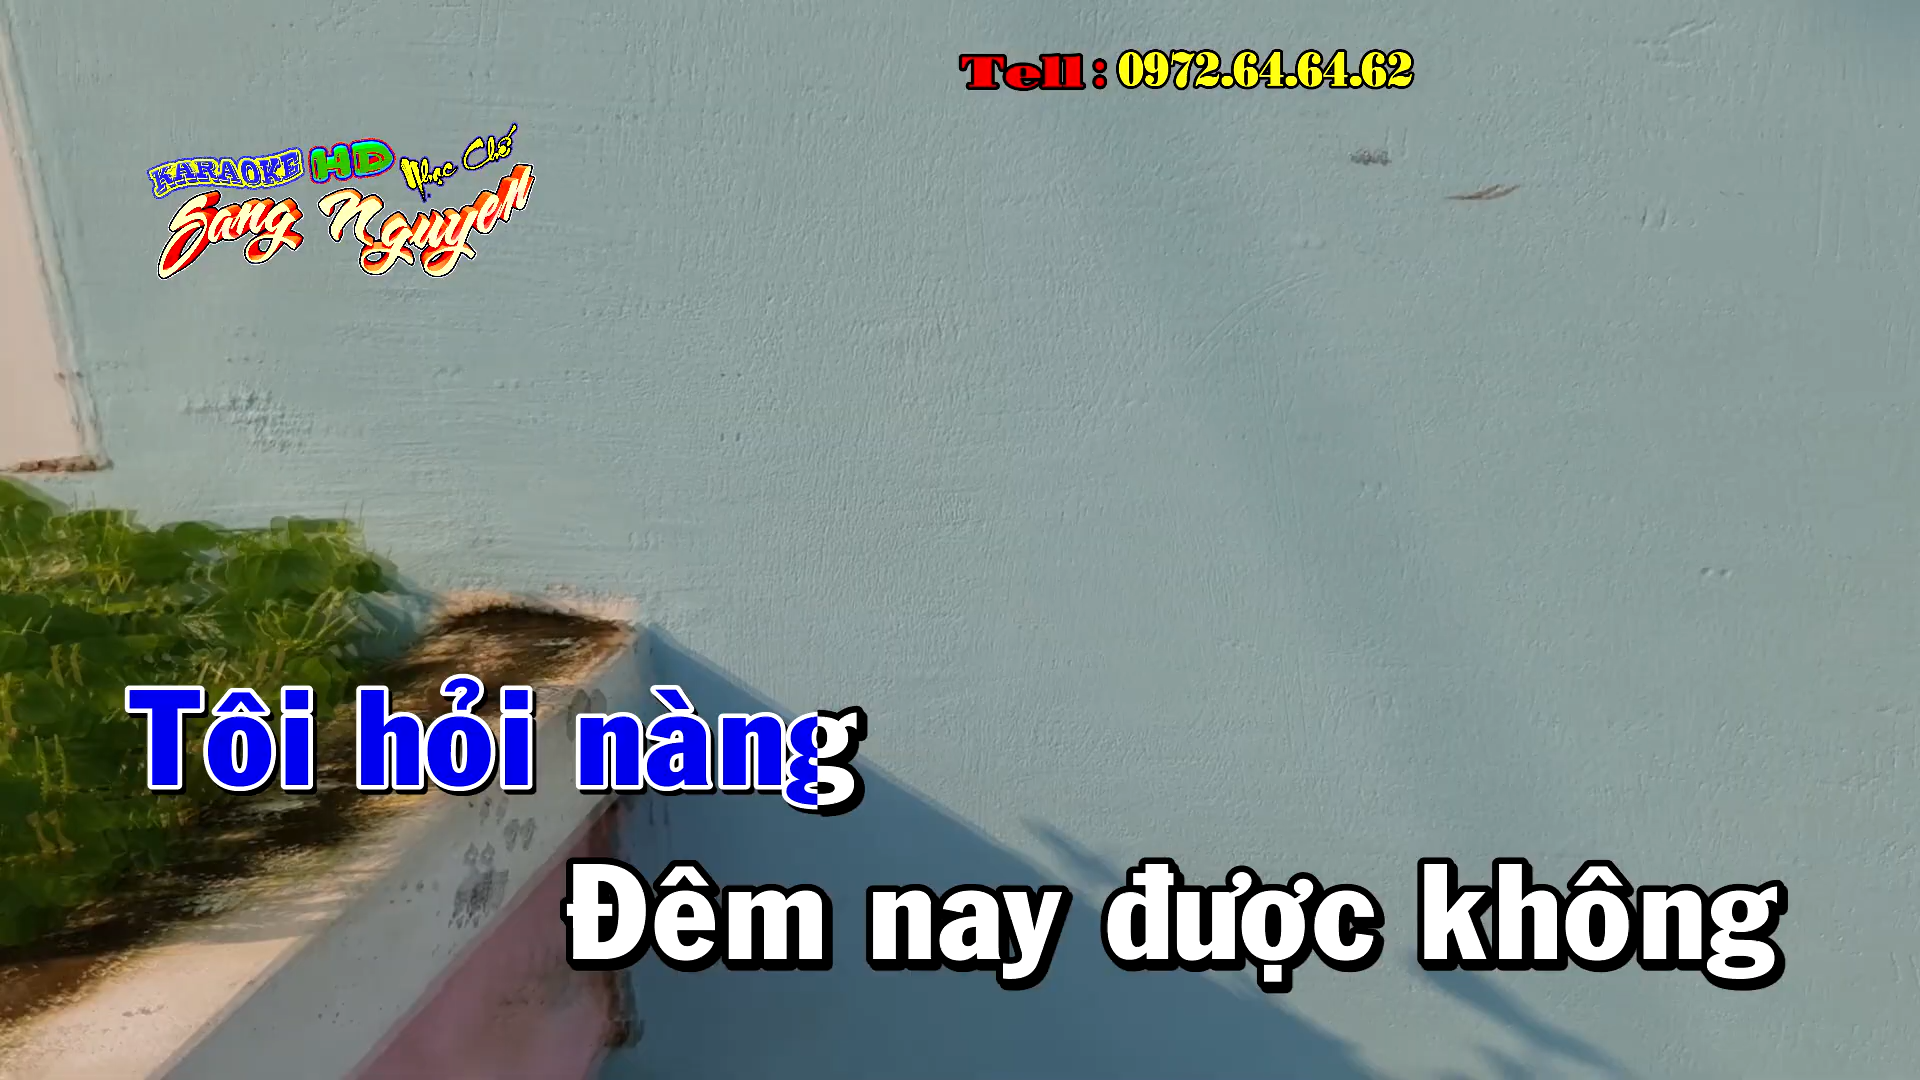 Tell : 0972.64.64.62
KARAOKE HD Nhạc Chế
Sang Nguyen
Tôi hỏi nàng
Đêm nay được không